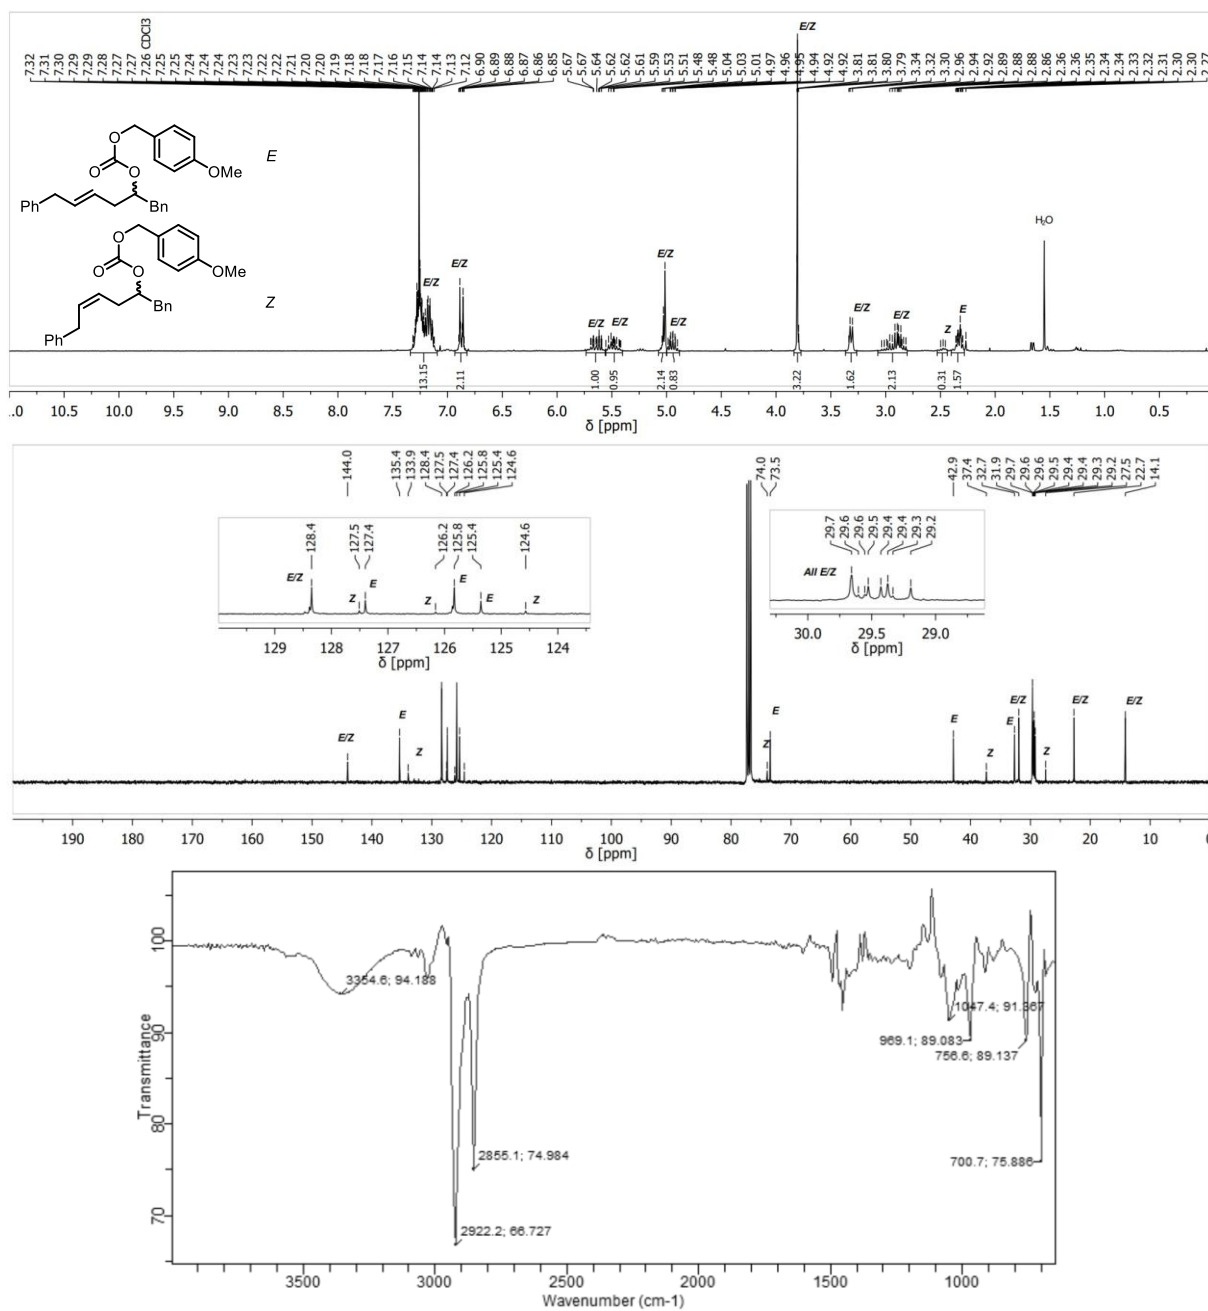 7.32 7.31 7.30 7.29 7.29 7.28 7.27 7.27 7.26 CDCl3 7.25 7.25 7.24 7.24 7.24 7.23 7.23 7.22 7.22 7.21 7.20 7.20 7.19 7.18 7.18 7.17 7.16 7.15 7.14 7.14 7.13 7.12 6.90 6.89 6.88 6.87 6.86 6.85 5.67 5.67 5.64 5.62 5.62 5.61 5.59 5.53 5.51 5.48 5.48 5.04 5.03 5.01 4.97 4.96 4.95 4.94 4.92 4.92 3.81 3.81 3.80 3.79 3.34 3.32 3.30 2.96 2.94 2.92 2.89 2.88 2.88 2.86 2.36 2.36 2.35 2.34 2.34 2.33 2.32 2.31 2.30 2.30 2.27
E/Z
O
O
O
OMe
E
Ph
Bn
O
O
O
OMe
Z
Ph
Bn
E/Z E/Z E/Z E/Z E/Z E/Z E/Z E/Z Z E
H₂O
13.15 2.11 1.00 0.95 2.14 0.83 3.22 1.62 2.13 0.31 1.57
.0 10.5 10.0 9.5 9.0 8.5 8.0 7.5 7.0 6.5 6.0 5.5 5.0 4.5 4.0 3.5 3.0 2.5 2.0 1.5 1.0 0.5
δ [ppm]
144.0 135.4 133.9 128.4 127.5 127.4 126.2 125.8 125.4 124.6 74.0 73.5 42.9 37.4 32.7 31.9 29.7 29.6 29.6 29.5 29.4 29.4 29.3 29.2 27.5 22.7 14.1
128.4 127.5 127.4 126.2 125.8 125.4 124.6
E/Z Z E Z E E Z
129 128 127 126 125 124
δ [ppm]
29.7 29.6 29.6 29.5 29.4 29.4 29.3 29.2
All E/Z
30.0 29.5 29.0
δ [ppm]
E/Z E Z Z E E Z E E/Z Z E/Z E/Z
190 180 170 160 150 140 130 120 110 100 90 80 70 60 50 40 30 20 10 0
δ [ppm]
Transmittance
100
90
80
70
3354.6; 94.188
1047.4; 91.367
969.1; 89.083
756.6; 89.137
2855.1; 74.984
700.7; 75.886
2922.2; 66.727
3500 3000 2500 2000 1500 1000
Wavenumber (cm-1)